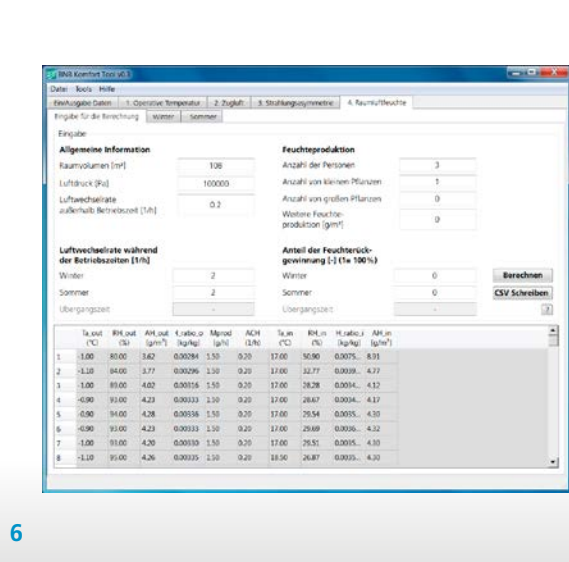 BNB Komfort Tool v0.3
Datei Tools Hilfe
Ein/Ausgabe Daten 1. Operative Temperatur 2. Zugluft 3. Strahlungsasymmetrie 4. Raumluftfeuchte
Eingabe für die Berechnung Winter Sommer
Eingabe
Allgemeine Information Feuchteproduktion
Raumvolumen [m³] 108 Anzahl der Personen 3
Luftdruck [Pa] 100000 Anzahl von kleinen Pflanzen 1
Luftwechselrate außerhalb Betriebszeit [1/h] 0.2 Anzahl von großen Pflanzen 0
Weitere Feuchte-
produktion [g/m³] 0
Luftwechselrate während Anteil der Feuchterück-
der Betriebszeiten [1/h] gewinnung [-] (1= 100%)
Winter 2 Winter 0 Berechnen
Sommer 2 Sommer 0 CSV Schreiben
Übergangszeit - Übergangszeit - ?
Ta_out RH_out AH_out Mprod ACH Ta_in RH_in H_ratio_i AH_in
(°C) (%) (g/m³) (kg/kg) (g/h) (1/h) (°C) (%) (kg/kg) (g/m³)
1 -1.00 80.00 3.62 0.00284 1.50 0.20 17.00 50.90 0.0075... 8.01
2 -1.10 84.00 3.77 0.00296 1.50 0.20 17.00 32.77 0.0039... 4.77
3 -1.00 89.00 4.02 0.00316 1.50 0.20 17.00 28.28 0.0034... 4.12
4 -0.90 93.00 4.23 0.00333 1.50 0.20 17.00 28.67 0.0034... 4.17
5 -0.90 94.00 4.28 0.00336 1.50 0.20 17.00 29.54 0.0035... 4.30
6 -0.90 93.00 4.23 0.00333 1.50 0.20 17.00 29.69 0.0036... 4.32
7 -1.00 93.00 4.20 0.00330 1.50 0.20 17.00 29.51 0.0035... 4.30
8 -1.10 95.00 4.26 0.00335 1.50 0.20 18.50 26.87 0.0035... 4.30
6